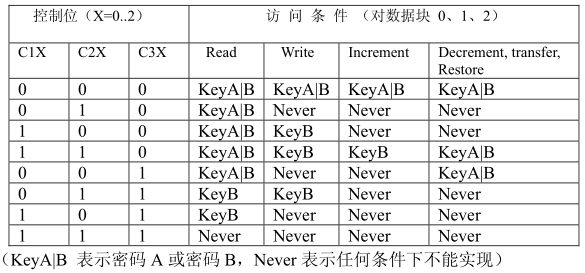 控制位（X=0..2） 访 问 条 件 （对数据块 0、1、2）
C1X C2X C3X Read Write Increment Decrement, transfer,
Restore
0 0 0 KeyA|B KeyA|B KeyA|B KeyA|B
0 1 0 KeyA|B Never Never Never
1 0 0 KeyA|B KeyB Never Never
1 1 0 KeyA|B KeyB KeyB KeyA|B
0 0 1 KeyA|B Never Never KeyA|B
0 1 1 KeyB KeyB Never Never
1 0 1 KeyB Never Never Never
1 1 1 Never Never Never Never
（KeyA|B 表示密码 A 或密码 B，Never 表示任何条件下不能实现）